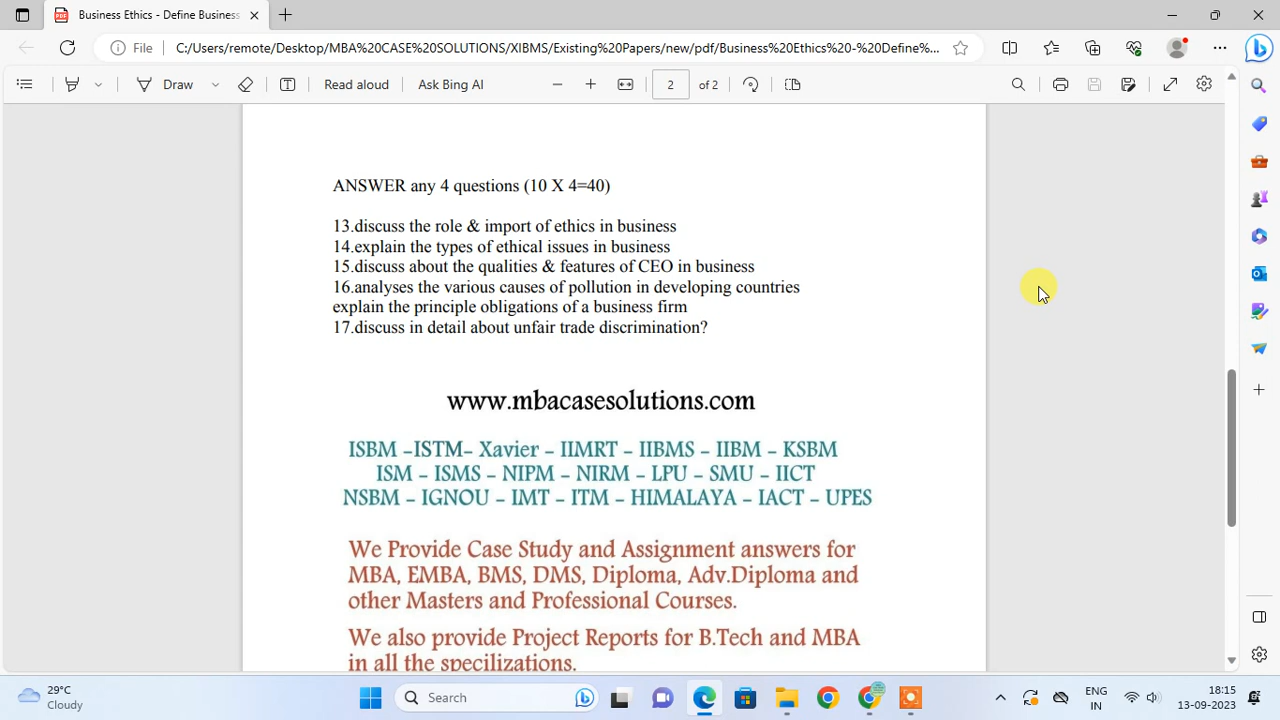 Business Ethics - Define Business
File
C:/Users/remote/Desktop/MBA%20CASE%20SOLUTIONS/XIBMS/Existing%20Papers/new/pdf/Business%20Ethics%20-%20Define%...
Draw
Read aloud
Ask Bing AI
2
of 2
ANSWER any 4 questions (10 X 4=40)
13.discuss the role & import of ethics in business
14.explain the types of ethical issues in business
15.discuss about the qualities & features of CEO in business
16.analyses the various causes of pollution in developing countries
explain the principle obligations of a business firm
17.discuss in detail about unfair trade discrimination?
www.mbacasesolutions.com
ISBM –ISTM– Xavier – IIMRT – IIBMS – IIBM – KSBM
ISM – ISMS – NIPM – NIRM – LPU – SMU – IICT
NSBM – IGNOU – IMT – ITM – HIMALAYA – IACT – UPES
We Provide Case Study and Assignment answers for
MBA, EMBA, BMS, DMS, Diploma, Adv.Diploma and
other Masters and Professional Courses.
We also provide Project Reports for B.Tech and MBA
in all the specilizations.
29°C
Cloudy
Search
ENG
IN
18:15
13-09-2023